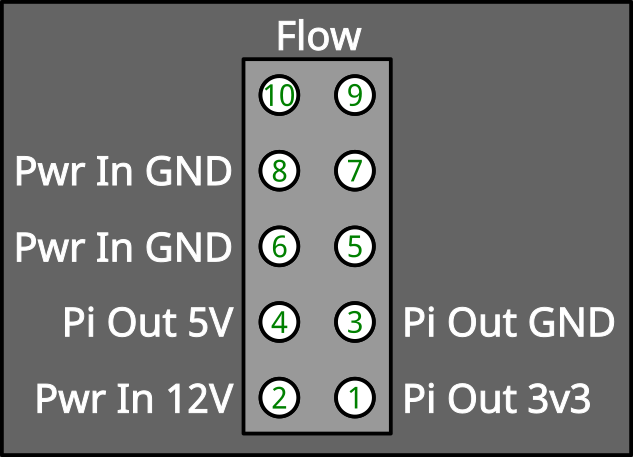 Flow
10 9
Pwr In GND 8 7
Pwr In GND 6 5
Pi Out 5V 4 3 Pi Out GND
Pwr In 12V 2 1 Pi Out 3v3